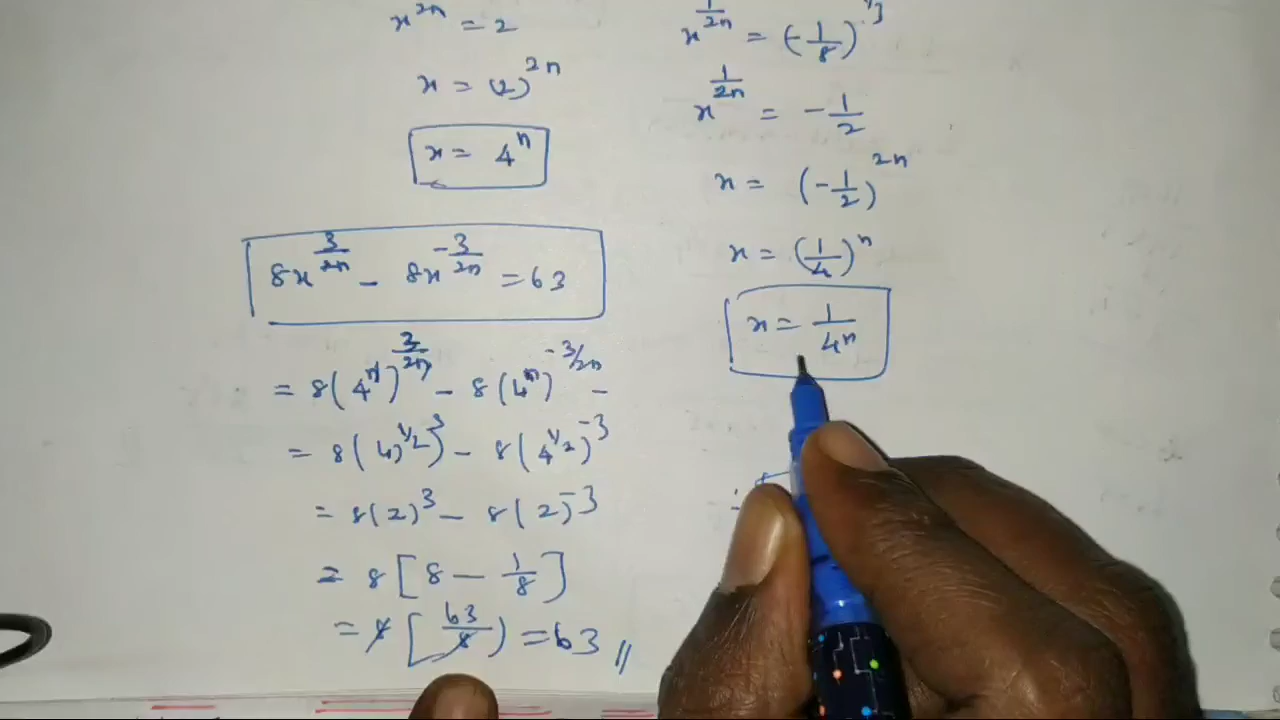 x^2n = 2
x = (2)^2n
x = 4^n
8x^(3/2n) - 8x^(-3/2n) = 63
= 8(4^n)^(3/2n) - 8(4^n)^(-3/2n) -
= 8(4^(1/2))^3 - 8(4^(1/2))^-3
= 8(2)^3 - 8(2)^-3
= 8[8 - 1/8]
= 8[63/8) = 63 //
x^(1/2n) = (-1/8)^(1/3)
x^(1/2n) = -1/2
x = (-1/2)^2n
x = (1/4)^n
x = 1/4^n